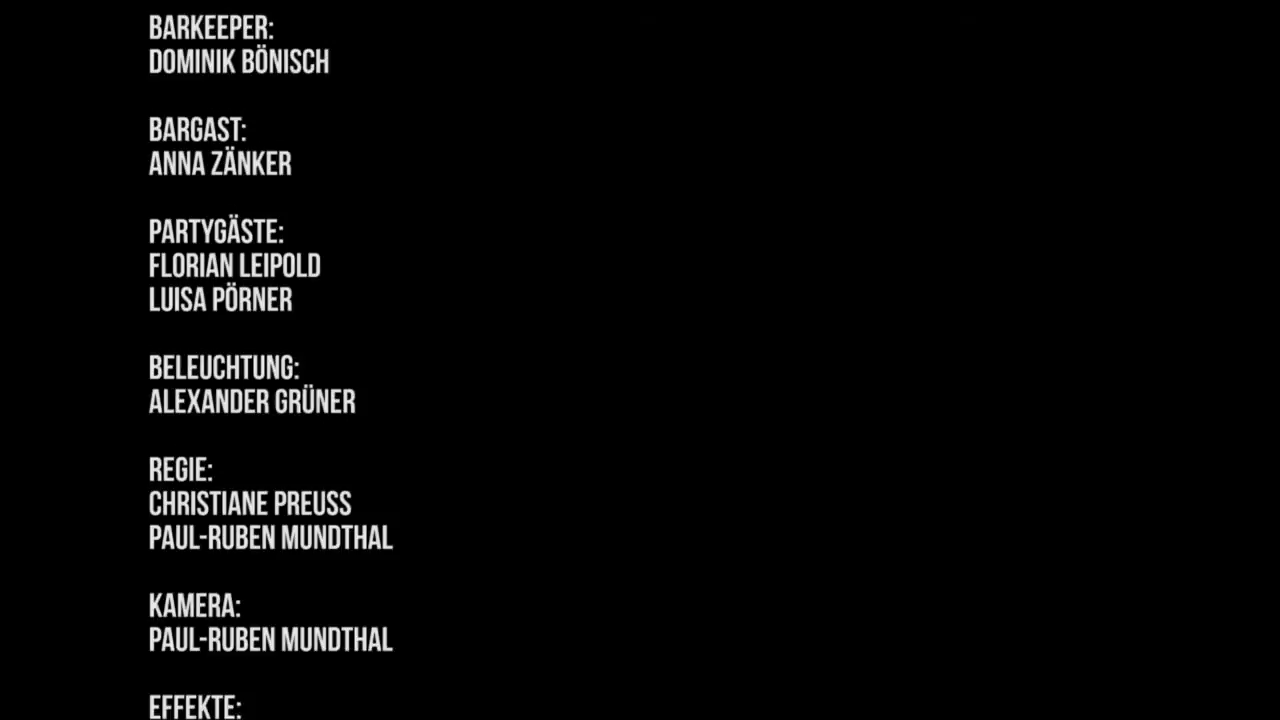 BARKEEPER:
DOMINIK BÖNISCH
BARGAST:
ANNA ZÄNKER
PARTYGÄSTE:
FLORIAN LEIPOLD
LUISA PÖRNER
BELEUCHTUNG:
ALEXANDER GRÜNER
REGIE:
CHRISTIANE PREUSS
PAUL-RUBEN MUNDTHAL
KAMERA:
PAUL-RUBEN MUNDTHAL
EFFEKTE: